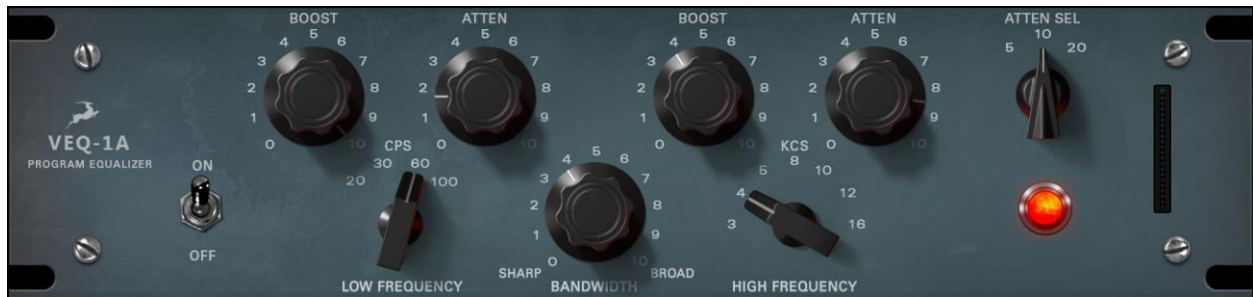 BOOST
0 1 2 3 4 5 6 7 8 9 10
ATTEN
0 1 2 3 4 5 6 7 8 9 10
BOOST
0 1 2 3 4 5 6 7 8 9 10
ATTEN
0 1 2 3 4 5 6 7 8 9 10
ATTEN SEL
5 10 20
VEQ-1A
PROGRAM EQUALIZER
ON
OFF
CPS
20 30 60 100
LOW FREQUENCY
0 1 2 3 4 5 6 7 8 9 10
SHARP
BROAD
BANDWIDTH
KCS
3 4 5 8 10 12 16
HIGH FREQUENCY